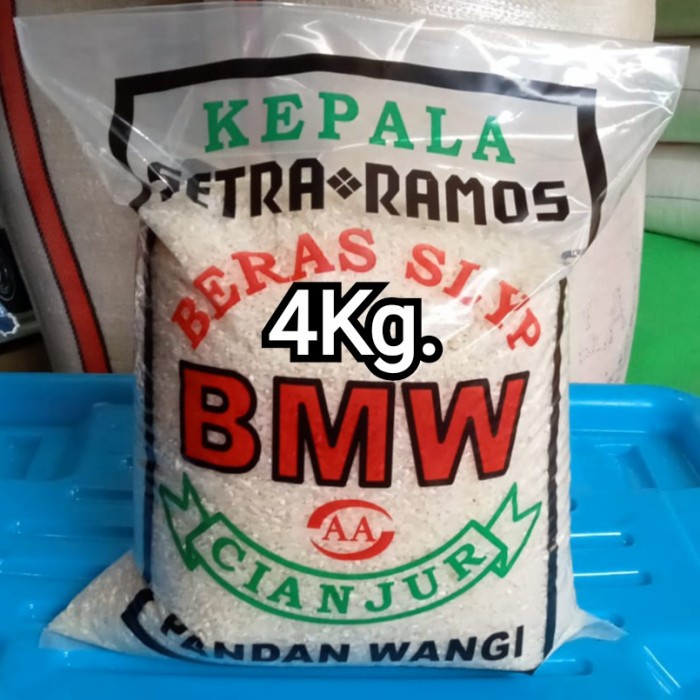 KEPALA
SETRA❖RAMOS
BERAS SLYP
4Kg.
BMW
AA
CIANJUR
PANDAN WANGI